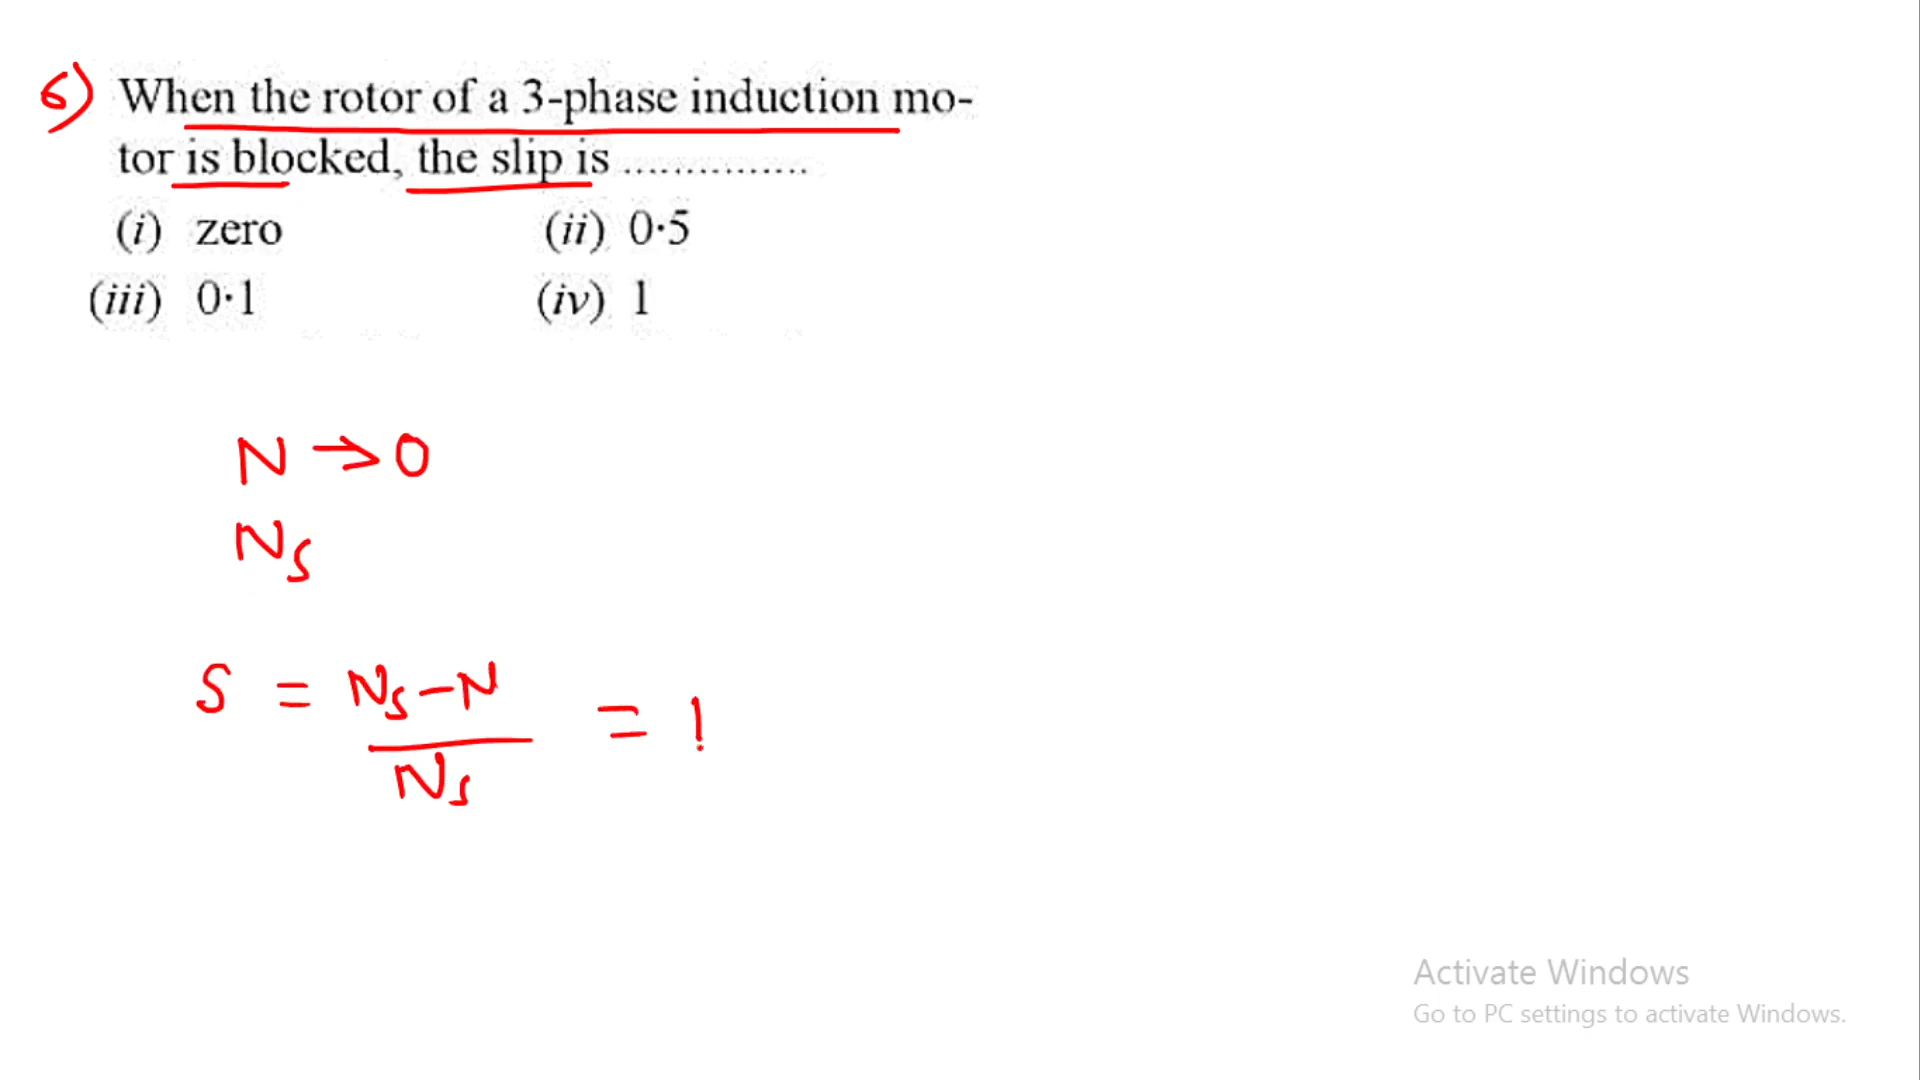 6) When the rotor of a 3-phase induction mo-
tor is blocked, the slip is ...............
(i) zero (ii) 0·5
(iii) 0·1 (iv) 1
N → 0
Ns
S = Ns - N / Ns = 1
Activate Windows
Go to PC settings to activate Windows.